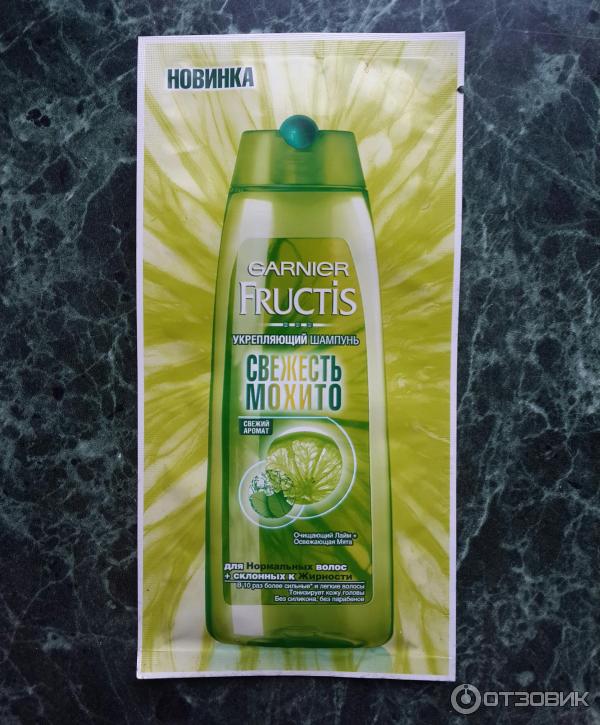 НОВИНКА
GARNIER
FRUCTiS
УКРЕПЛЯЮЩИЙ ШАМПУНЬ
СВЕЖЕСТЬ
МОХИТО
СВЕЖИЙ
АРОМАТ
Очищающий Лайм +
Освежающая Мята
для Нормальных волос
+ склонных к Жирности
В 10 раз более сильные* и легкие волосы
Тонизирует кожу головы
Без силикона, без парабенов
ОТЗОВИК